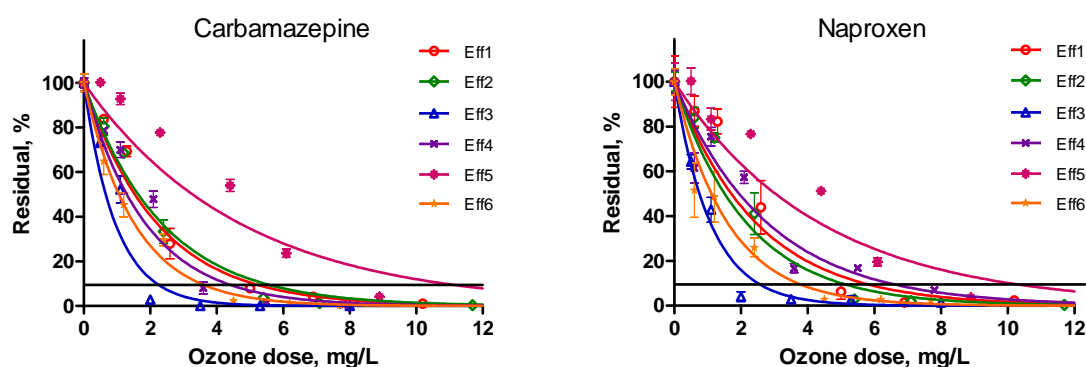 Carbamazepine
Residual, %
100
80
60
40
20
0
0 2 4 6 8 10 12
Ozone dose, mg/L
Eff1
Eff2
Eff3
Eff4
Eff5
Eff6
Naproxen
Residual, %
100
80
60
40
20
0
0 2 4 6 8 10 12
Ozone dose, mg/L
Eff1
Eff2
Eff3
Eff4
Eff5
Eff6